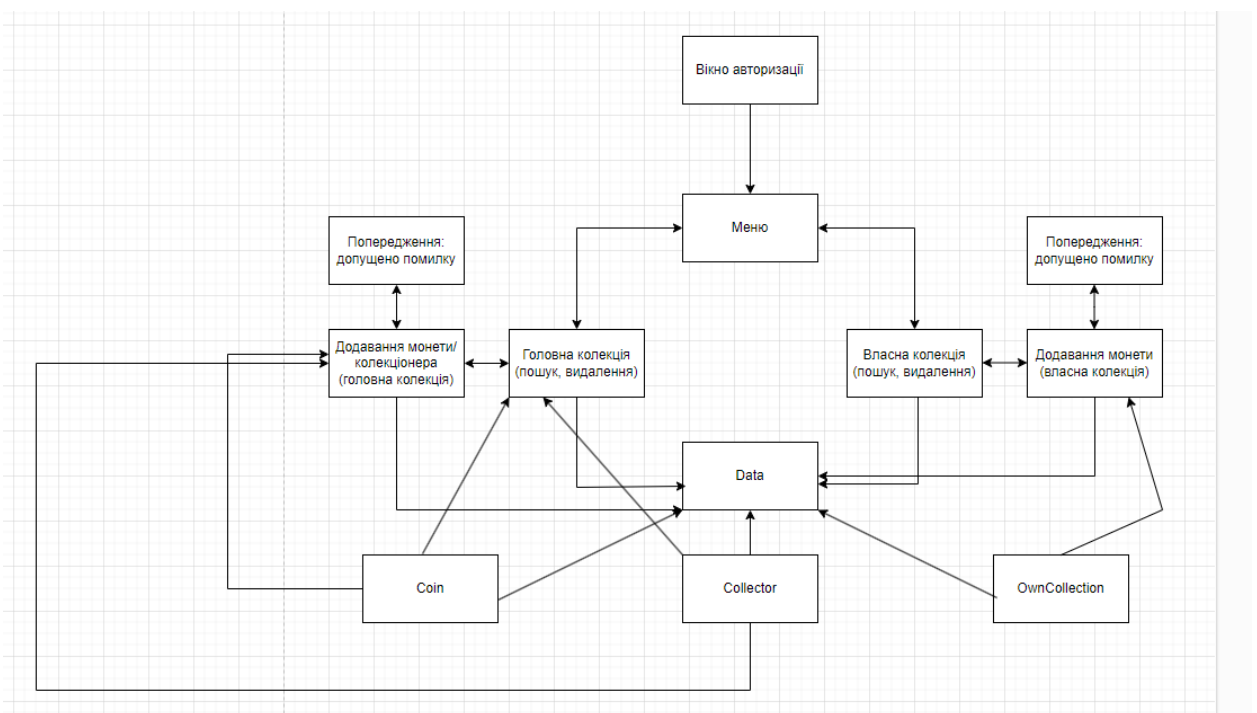 Вікно авторизації
Меню
Попередження:
допущено помилку
Попередження:
допущено помилку
Додавання монети/
колекціонера
(головна колекція)
Головна колекція
(пошук, видалення)
Власна колекція
(пошук, видалення)
Додавання монети
(власна колекція)
Data
Coin
Collector
OwnCollection